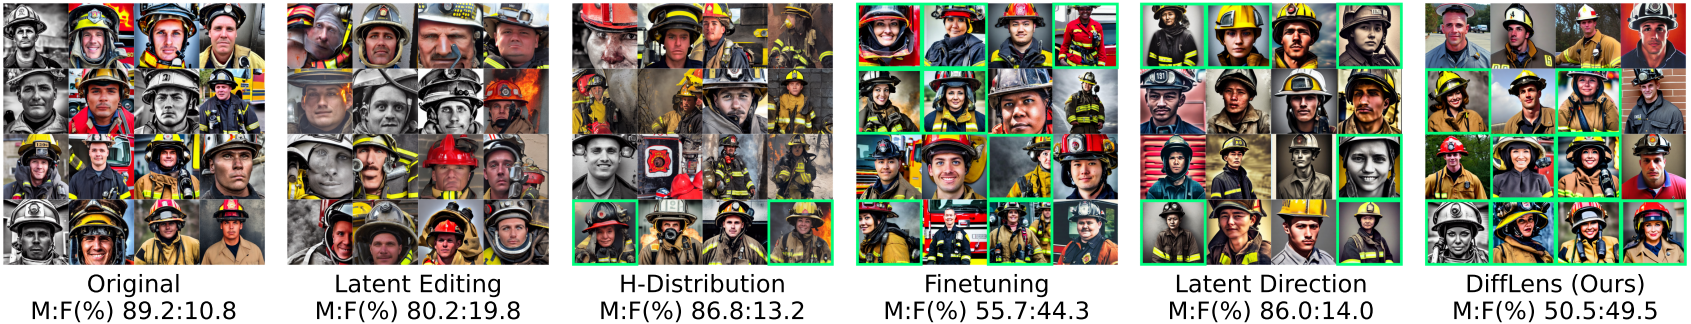 Original
M:F(%) 89.2:10.8
Latent Editing
M:F(%) 80.2:19.8
H-Distribution
M:F(%) 86.8:13.2
Finetuning
M:F(%) 55.7:44.3
Latent Direction
M:F(%) 86.0:14.0
DiffLens (Ours)
M:F(%) 50.5:49.5